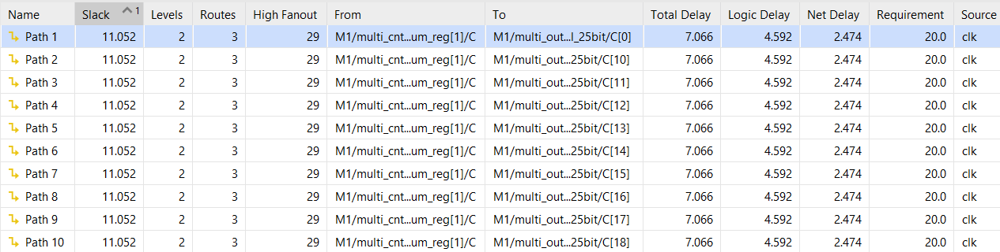 Name Slack 1 Levels Routes High Fanout From To Total Delay Logic Delay Net Delay Requirement Source
Path 1 11.052 2 3 29 M1/multi_cnt...um_reg[1]/C M1/multi_out...l_25bit/C[0] 7.066 4.592 2.474 20.0 clk
Path 2 11.052 2 3 29 M1/multi_cnt...um_reg[1]/C M1/multi_out...25bit/C[10] 7.066 4.592 2.474 20.0 clk
Path 3 11.052 2 3 29 M1/multi_cnt...um_reg[1]/C M1/multi_out...25bit/C[11] 7.066 4.592 2.474 20.0 clk
Path 4 11.052 2 3 29 M1/multi_cnt...um_reg[1]/C M1/multi_out...25bit/C[12] 7.066 4.592 2.474 20.0 clk
Path 5 11.052 2 3 29 M1/multi_cnt...um_reg[1]/C M1/multi_out...25bit/C[13] 7.066 4.592 2.474 20.0 clk
Path 6 11.052 2 3 29 M1/multi_cnt...um_reg[1]/C M1/multi_out...25bit/C[14] 7.066 4.592 2.474 20.0 clk
Path 7 11.052 2 3 29 M1/multi_cnt...um_reg[1]/C M1/multi_out...25bit/C[15] 7.066 4.592 2.474 20.0 clk
Path 8 11.052 2 3 29 M1/multi_cnt...um_reg[1]/C M1/multi_out...25bit/C[16] 7.066 4.592 2.474 20.0 clk
Path 9 11.052 2 3 29 M1/multi_cnt...um_reg[1]/C M1/multi_out...25bit/C[17] 7.066 4.592 2.474 20.0 clk
Path 10 11.052 2 3 29 M1/multi_cnt...um_reg[1]/C M1/multi_out...25bit/C[18] 7.066 4.592 2.474 20.0 clk